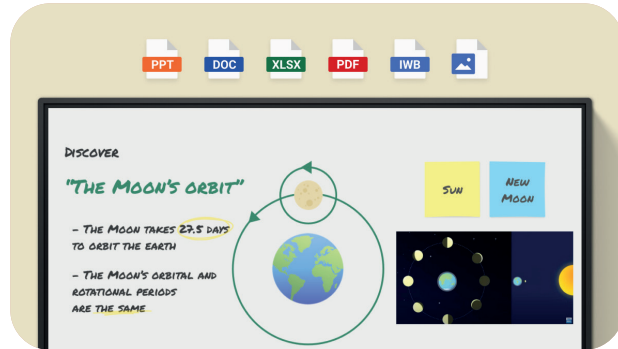 PPT DOC XLSX PDF IWB
DISCOVER
"THE MOON'S ORBIT"
- THE MOON TAKES 27.5 DAYS
TO ORBIT THE EARTH
- THE MOON'S ORBITAL AND
ROTATIONAL PERIODS
ARE THE SAME
SUN
NEW
MOON